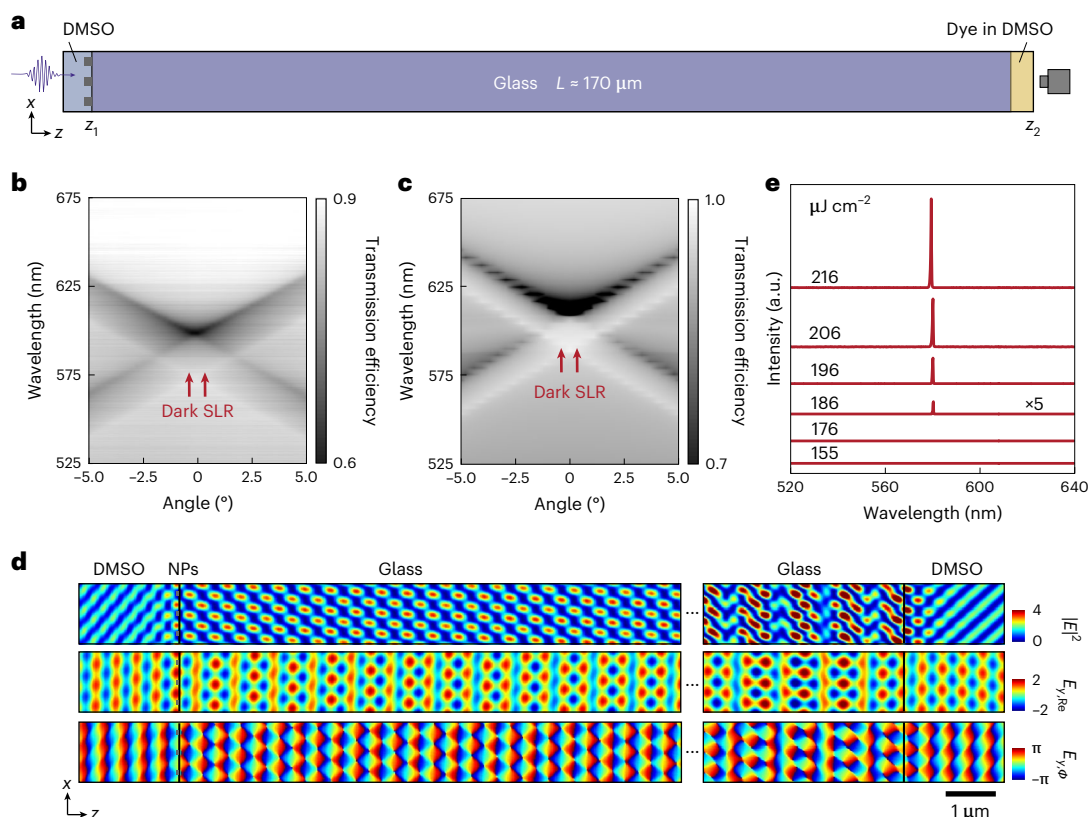 a
DMSO
Dye in DMSO
Glass L ≈ 170 μm
x
z
z1
z2
b
675
625
575
525
Wavelength (nm)
−5.0 −2.5 0 2.5 5.0
Angle (°)
Dark SLR
0.9
0.6
Transmission efficiency
c
675
625
575
525
Wavelength (nm)
−5.0 −2.5 0 2.5 5.0
Angle (°)
Dark SLR
1.0
0.7
Transmission efficiency
e
μJ cm−2
216
206
196
186
×5
176
155
Intensity (a.u.)
520 560 600 640
Wavelength (nm)
d
DMSO NPs Glass Glass DMSO
...
4
0
|E|2
...
2
−2
Ey,Re
...
π
−π
Ey,Φ
x
z
1 μm